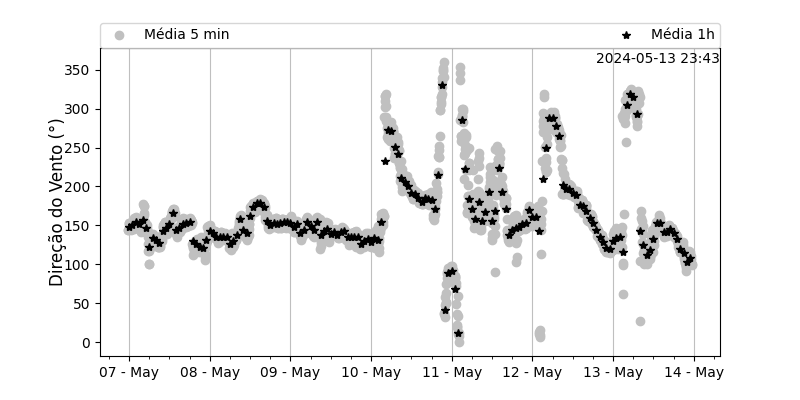 Média 5 min
Média 1h
2024-05-13 23:43
Direção do Vento (°)
350
300
250
200
150
100
50
0
07 - May
08 - May
09 - May
10 - May
11 - May
12 - May
13 - May
14 - May